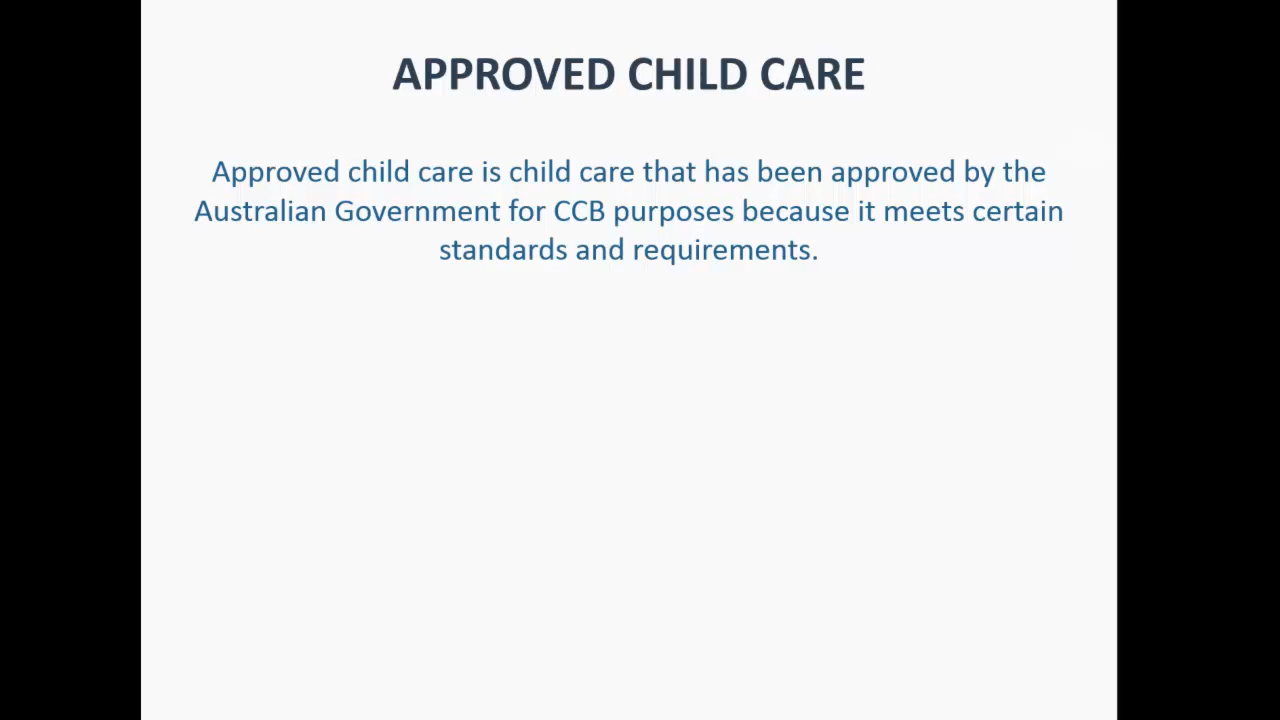 APPROVED CHILD CARE
Approved child care is child care that has been approved by the
Australian Government for CCB purposes because it meets certain
standards and requirements.